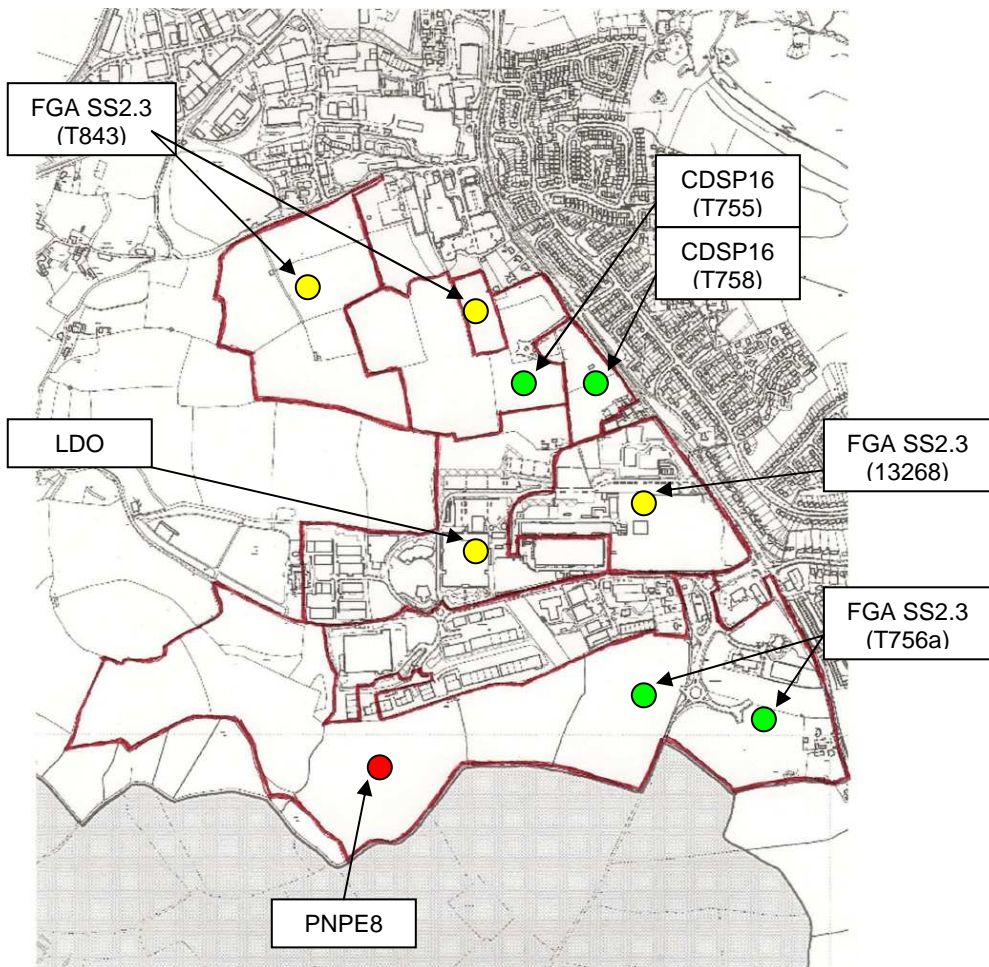 FGA SS2.3
(T843)
CDSP16
(T755)
CDSP16
(T758)
LDO
FGA SS2.3
(13268)
FGA SS2.3
(T756a)
PNPE8